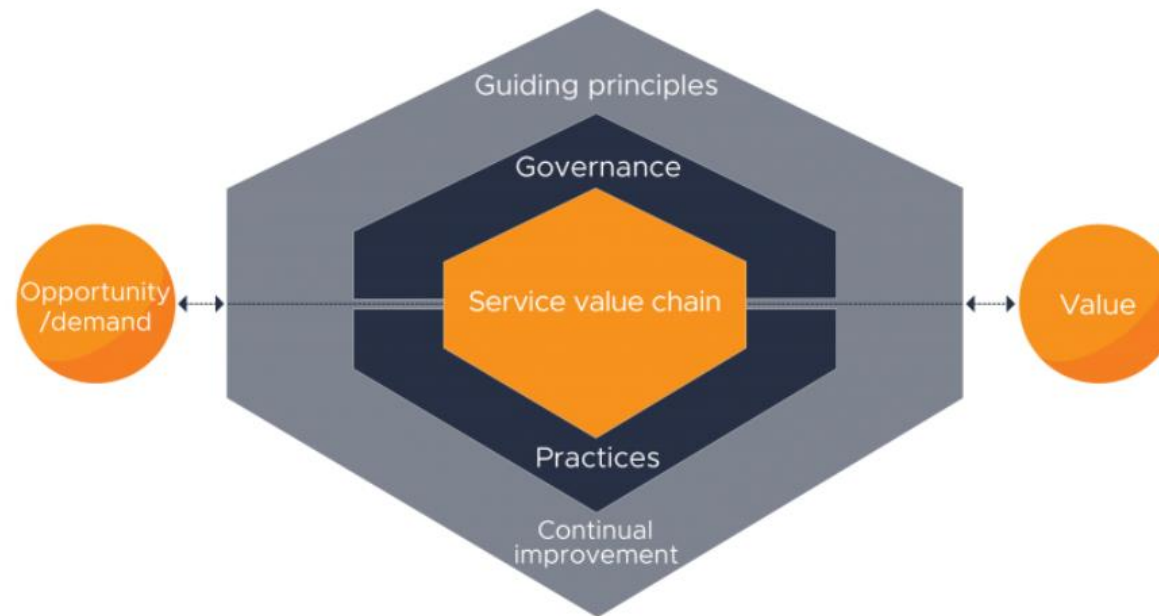 Guiding principles
Governance
Opportunity
/demand
Service value chain
Value
Practices
Continual
improvement